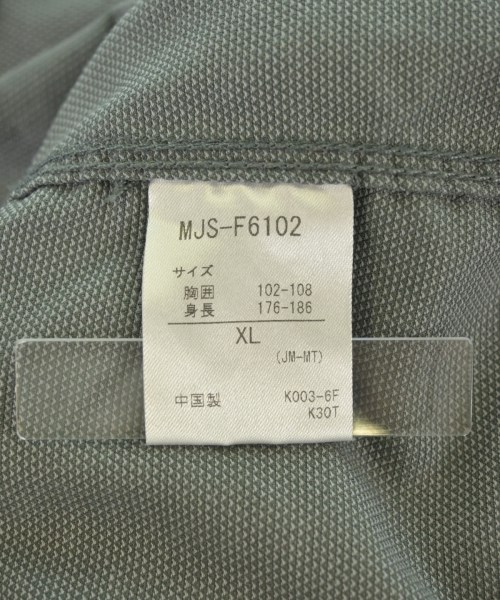 MJS-F6102
サイズ
胸囲 102-108
身長 176-186
XL
(JM-MT)
中国製 K003-6F
K30T